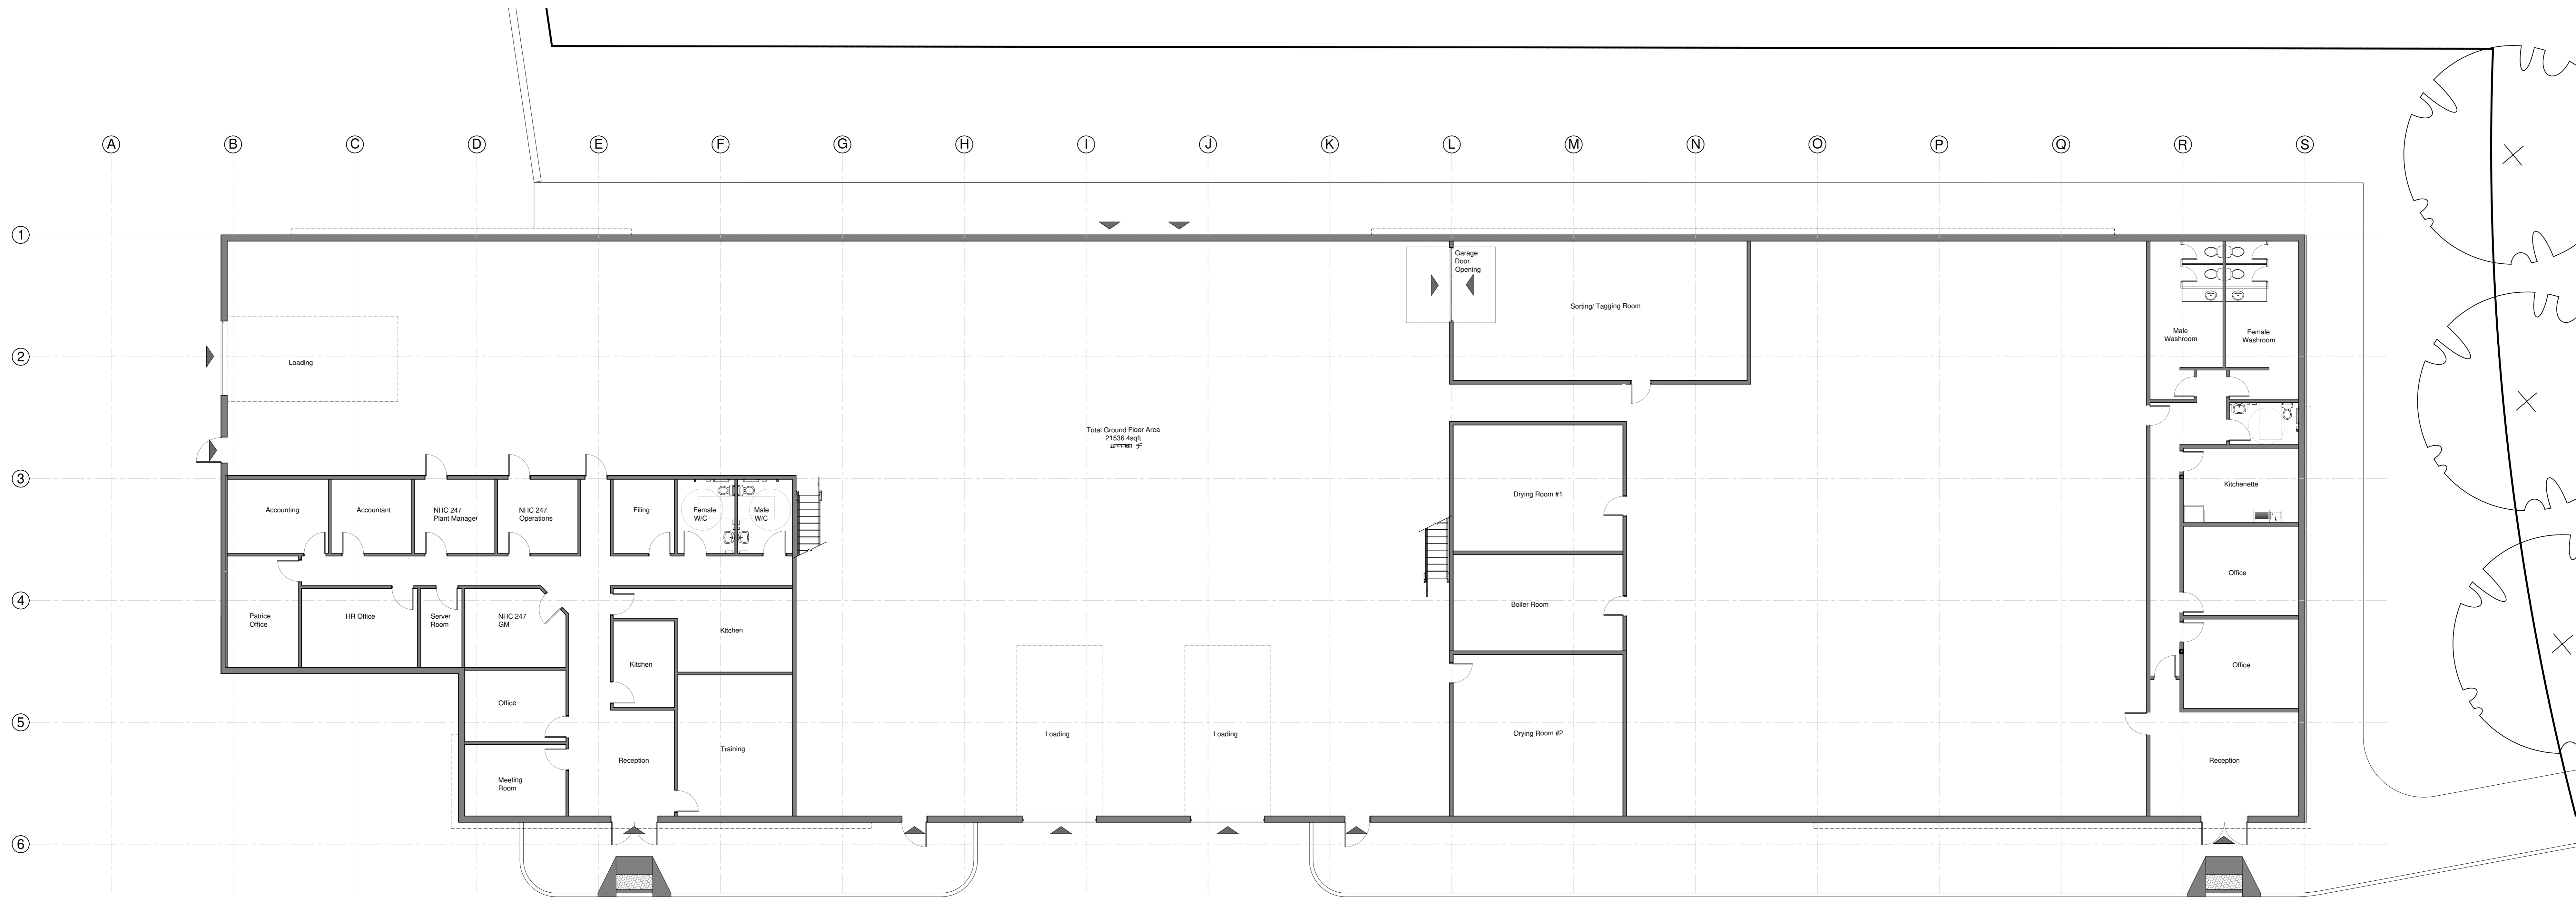 A
B
C
D
E
F
G
H
I
J
K
L
M
N
O
P
Q
R
S
1
2
3
4
5
6
Garage
Door
Opening
Sorting/ Tagging Room
Male
Washroom
Female
Washroom
Loading
Total Ground Floor Area
21536.4sqft
Drying Room #1
Kitchenette
Accounting
Accountant
NHC 247
Plant Manager
NHC 247
Operations
Filing
Female
W/C
Male
W/C
Office
Boiler Room
Patrice
Office
HR Office
Server
Room
NHC 247
GM
Kitchen
Kitchen
Office
Office
Loading
Loading
Drying Room #2
Training
Reception
Reception
Meeting
Room